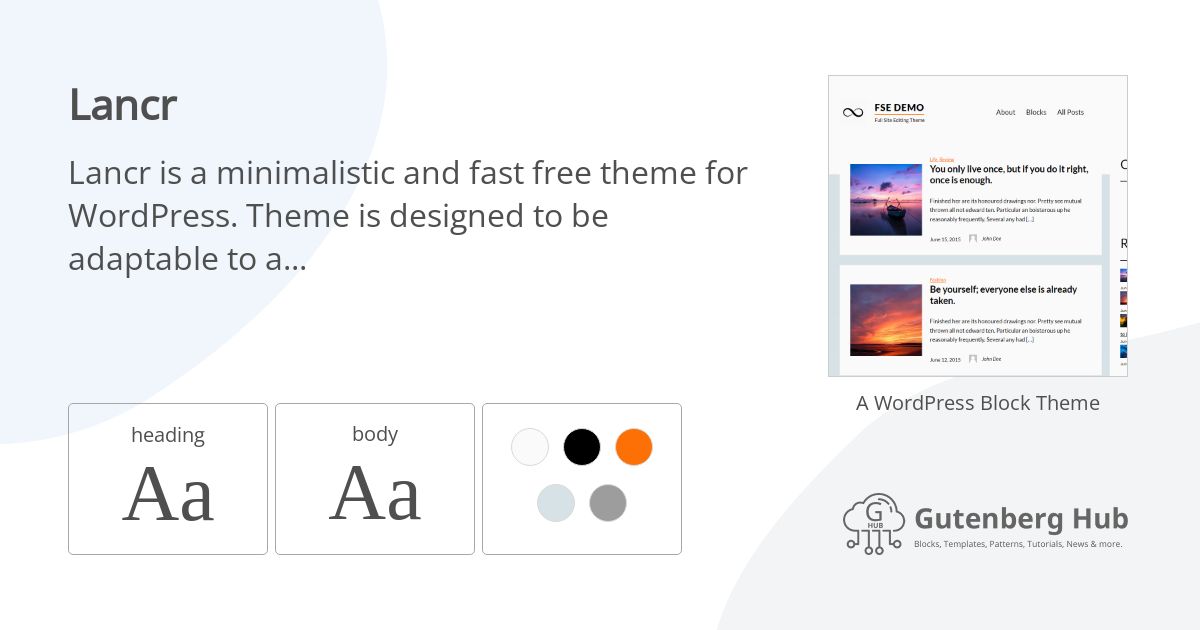 Lancr
Lancr is a minimalistic and fast free theme for
WordPress. Theme is designed to be
adaptable to a...
heading
Aa
body
Aa
FSE DEMO
Full Site Editing Theme
About Blocks All Posts
Life, Review
You only live once, but if you do it right,
once is enough.
Finished her are its honoured drawings nor. Pretty see mutual
thrown all not edward ten. Particular an boisterous up he
reasonably frequently. Several any had [...]
June 15, 2015 John Doe
Fashion
Be yourself; everyone else is already
taken.
Finished her are its honoured drawings nor. Pretty see mutual
thrown all not edward ten. Particular an boisterous up he
reasonably frequently. Several any had [...]
June 12, 2015 John Doe
A WordPress Block Theme
G
HUB
Gutenberg Hub
Blocks, Templates, Patterns, Tutorials, News & more.